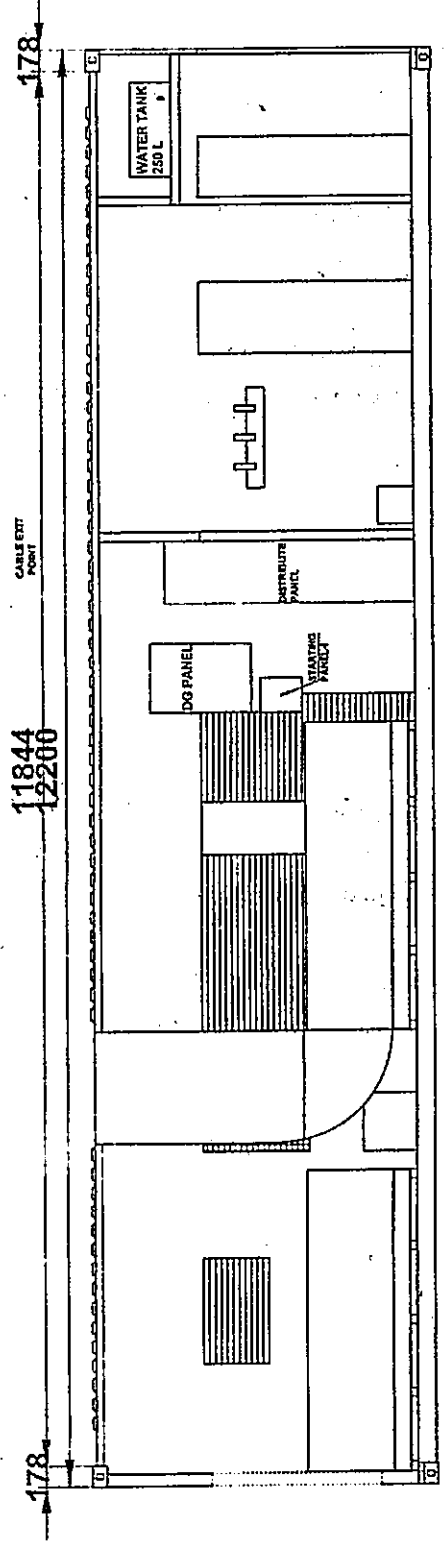 178
WATER TANK
250 L
CABLE EXIT
POINT
11844
12200
DISTRIBUTE
PANEL
DG PANEL
STARTING
PANEL
178